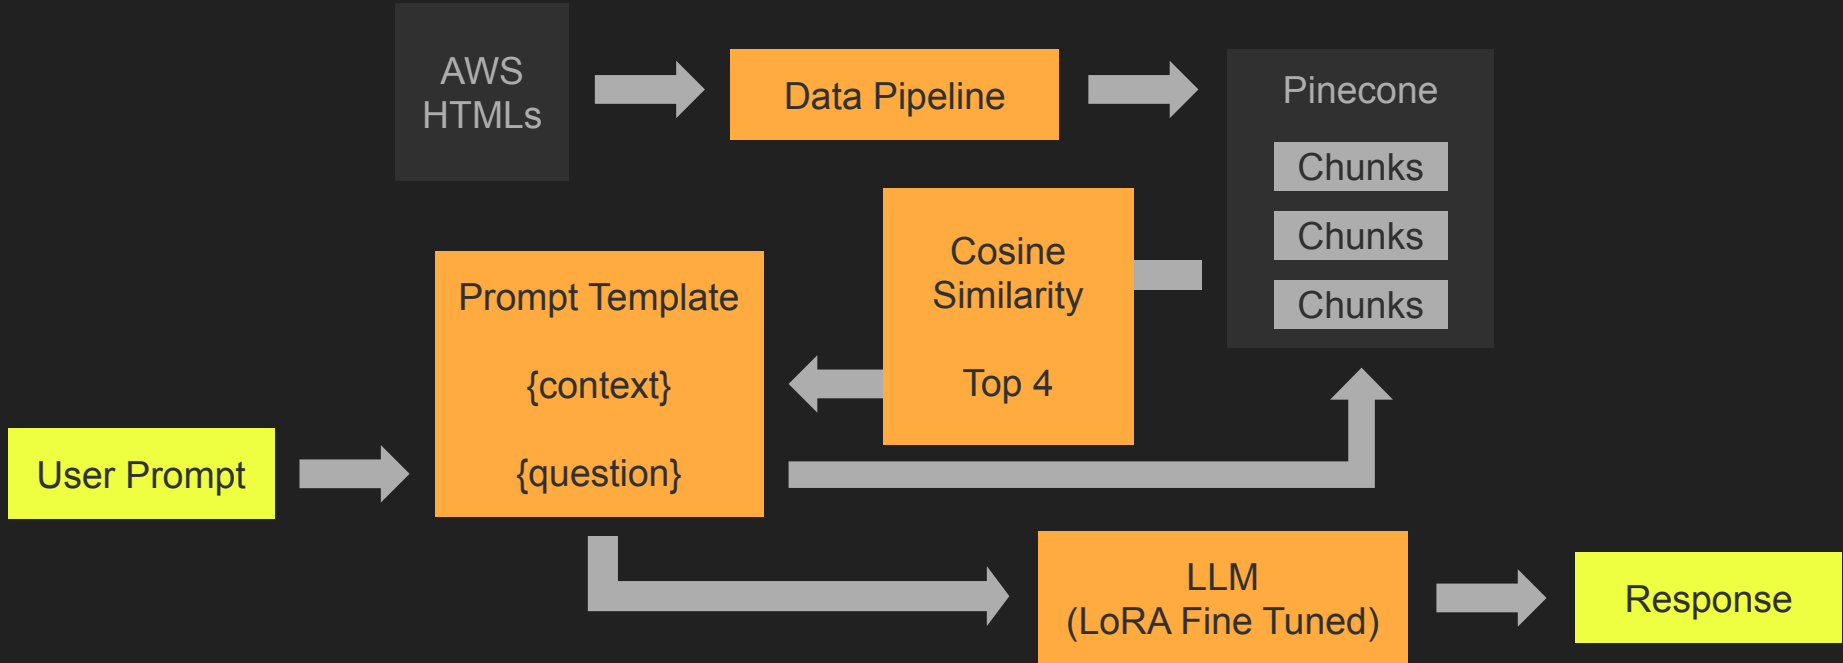 AWS
HTMLs
Data Pipeline
Pinecone
Chunks
Chunks
Chunks
Cosine
Similarity
Top 4
Prompt Template
{context}
{question}
User Prompt
LLM
(LoRA Fine Tuned)
Response